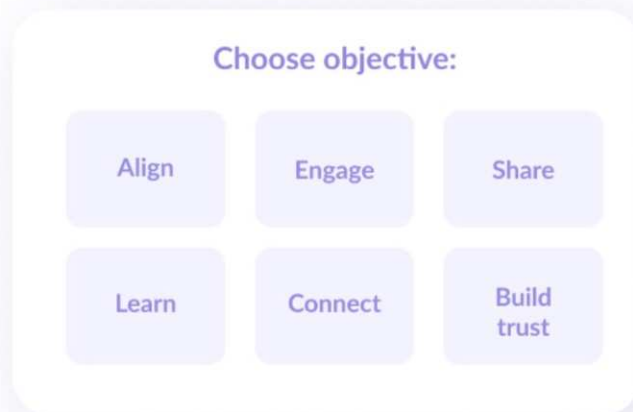 Choose objective:
Align
Engage
Share
Learn
Connect
Build
trust